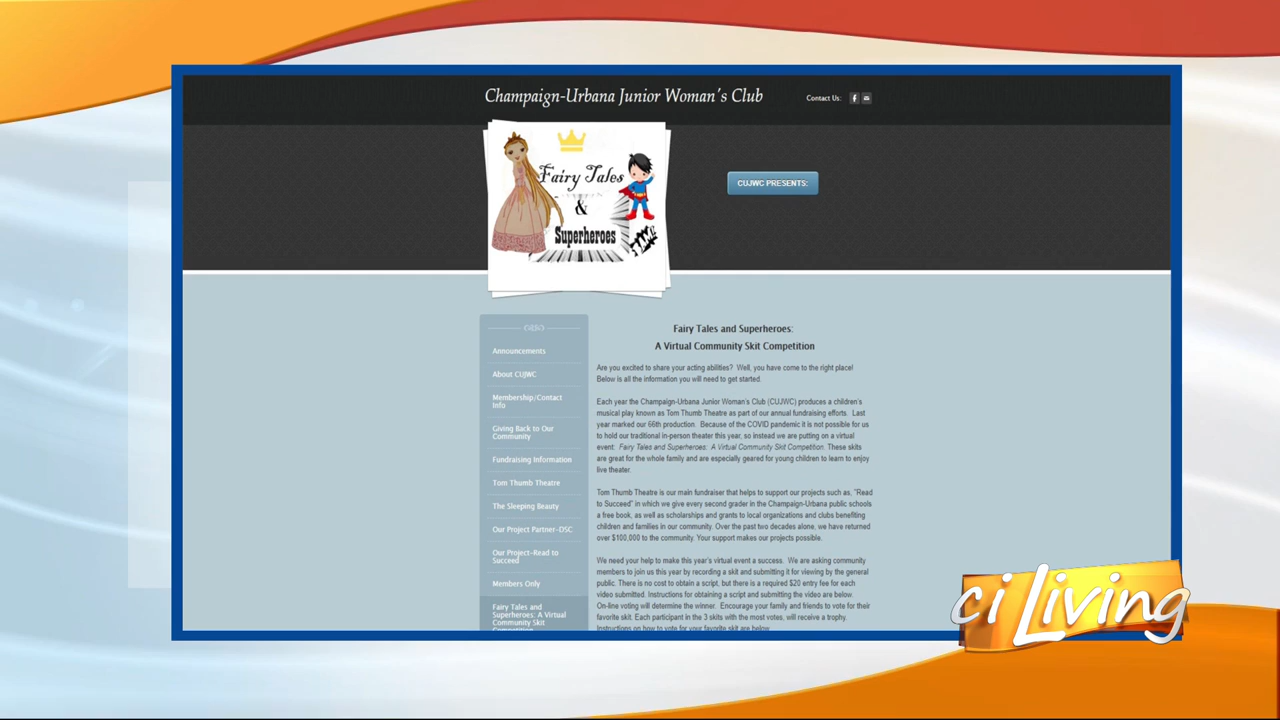 Champaign-Urbana Junior Woman's Club
Contact Us:
Fairy Tales
&
Superheroes
CUJWC PRESENTS:
Announcements
About CUJWC
Membership/Contact
Info
Giving Back to Our
Community
Fundraising Information
Tom Thumb Theatre
The Sleeping Beauty
Our Project Partner-DSC
Our Project-Read to
Succeed
Members Only
Fairy Tales and
Superheroes: A Virtual
Community Skit
Competition
Fairy Tales and Superheroes:
A Virtual Community Skit Competition
Are you excited to share your acting abilities? Well, you have come to the right place!
Below is all the information you will need to get started.
Each year the Champaign-Urbana Junior Woman's Club (CUJWC) produces a children's
musical play known as Tom Thumb Theatre as part of our annual fundraising efforts. Last
year marked our 66th production. Because of the COVID pandemic it is not possible for us
to hold our traditional in-person theater this year, so instead we are putting on a virtual
event: Fairy Tales and Superheroes: A Virtual Community Skit Competition. These skits
are great for the whole family and are especially geared for young children to learn to enjoy
live theater.
Tom Thumb Theatre is our main fundraiser that helps to support our projects such as, "Read
to Succeed" in which we give every second grader in the Champaign-Urbana public schools
a free book, as well as scholarships and grants to local organizations and clubs benefiting
children and families in our community. Over the past two decades alone, we have returned
over $100,000 to the community. Your support makes our projects possible.
We need your help to make this year's virtual event a success. We are asking community
members to join us this year by recording a skit and submitting it for viewing by the general
public. There is no cost to obtain a script, but there is a required $20 entry fee for each
video submitted. Instructions for obtaining a script and submitting the video are below.
On-line voting will determine the winner. Encourage your family and friends to vote for their
favorite skit. Each participant in the 3 skits with the most votes, will receive a trophy.
Instructions on how to vote for your favorite skit are below.
ci Living